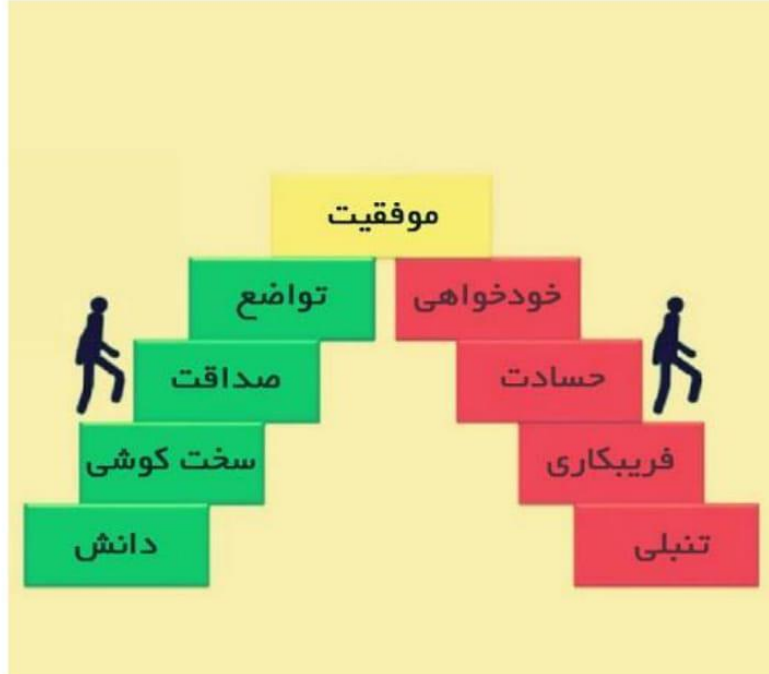 موفقیت
خودخواهی
تواضع
حسادت
صداقت
فریبکاری
سخت کوشی
تنبلی
دانش